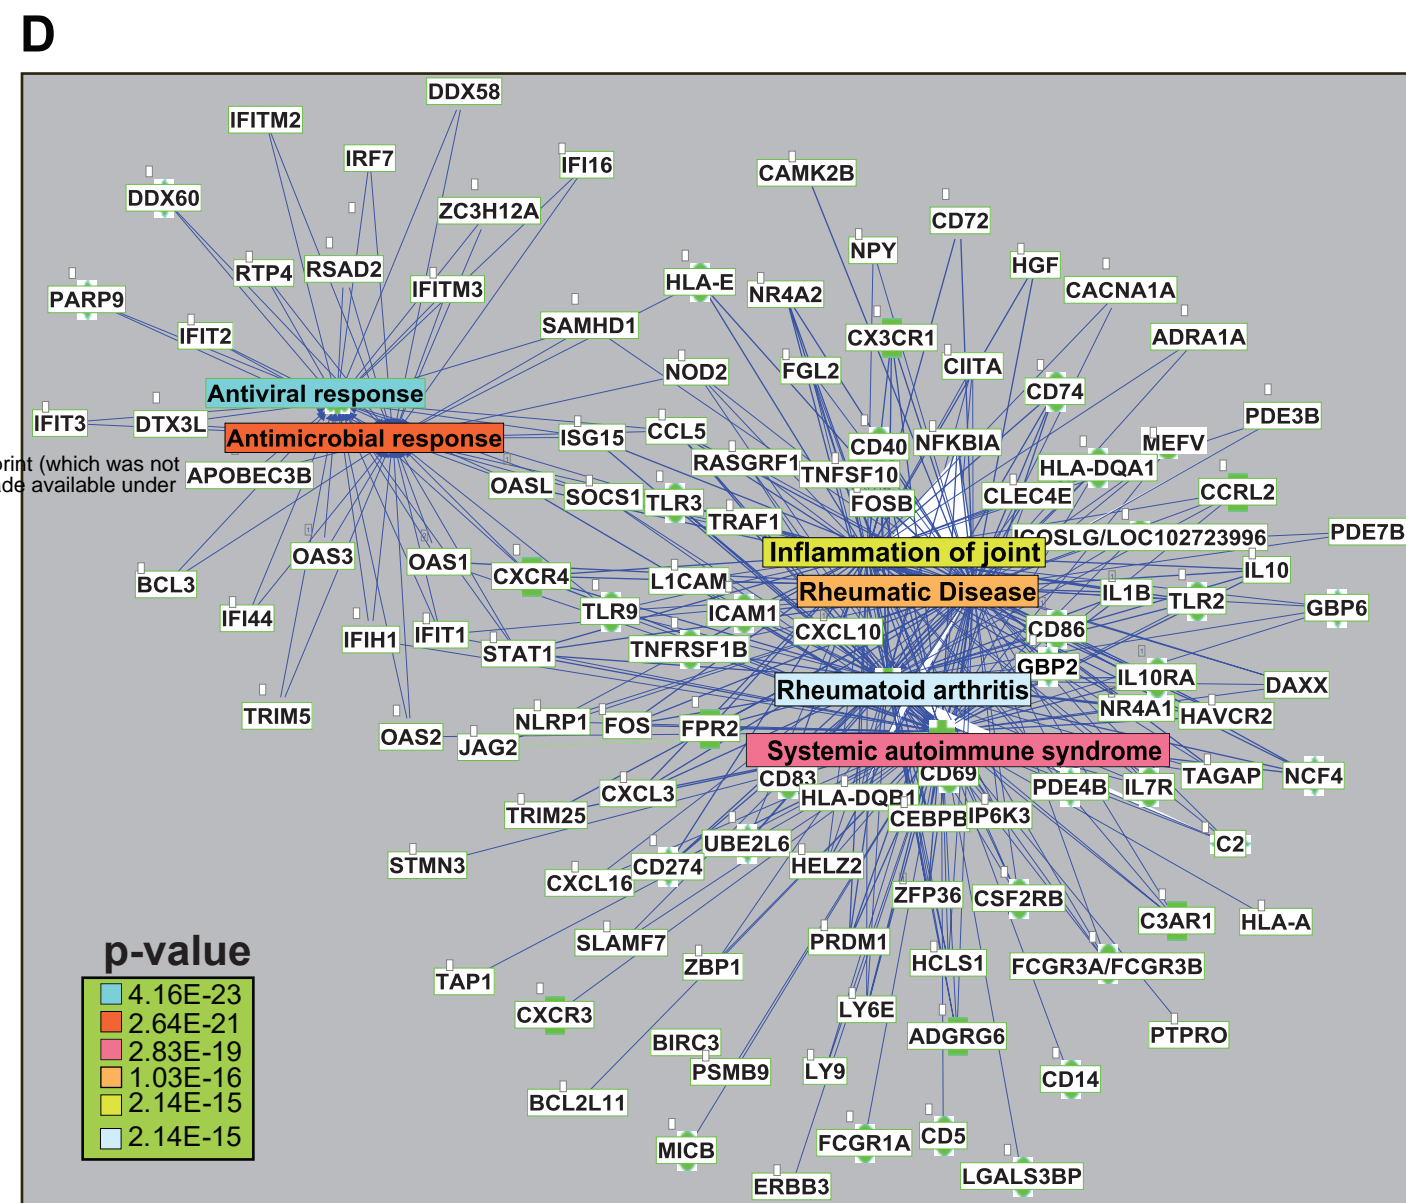 D
DDX58
IFITM2
IRF7
IFI16
CAMK2B
DDX60
ZC3H12A
CD72
NPY
HGF
RTP4
RSAD2
IFITM3
HLA-E
NR4A2
CACNA1A
PARP9
SAMHD1
IFIT2
CX3CR1
ADRA1A
NOD2
FGL2
CIITA
CD74
Antiviral response
IFIT3
DTX3L
PDE3B
Antimicrobial response
ISG15
CCL5
CD40
NFKBIA
MEFV
rint (which was not
RASGRF1
HLA-DQA1
de available under
APOBEC3B
TNFSF10
OASL
SOCS1
TLR3
FOSB
CLEC4E
CCRL2
TRAF1
ICOSLG/LOC102723996
PDE7B
OAS3
OAS1
Inflammation of joint
CXCR4
L1CAM
IL10
BCL3
Rheumatic Disease
IL1B
TLR2
GBP6
IFI44
TLR9
ICAM1
IFIH1
IFIT1
CXCL10
CD86
STAT1
TNFRSF1B
GBP2
IL10RA
DAXX
Rheumatoid arthritis
TRIM5
NR4A1
HAVCR2
OAS2
JAG2
NLRP1
FOS
FPR2
Systemic autoimmune syndrome
CD83
CD69
TAGAP
NCF4
CXCL3
HLA-DQB1
PDE4B
IL7R
TRIM25
CEBPB
IP6K3
UBE2L6
C2
STMN3
CXCL16
CD274
HELZ2
ZFP36
CSF2RB
C3AR1
HLA-A
SLAMF7
PRDM1
p-value
TAP1
ZBP1
HCLS1
FCGR3A/FCGR3B
4.16E-23
CXCR3
LY6E
2.64E-21
BIRC3
ADGRG6
PTPRO
2.83E-19
PSMB9
LY9
CD14
1.03E-16
BCL2L11
2.14E-15
2.14E-15
MICB
FCGR1A
CD5
ERBB3
LGALS3BP